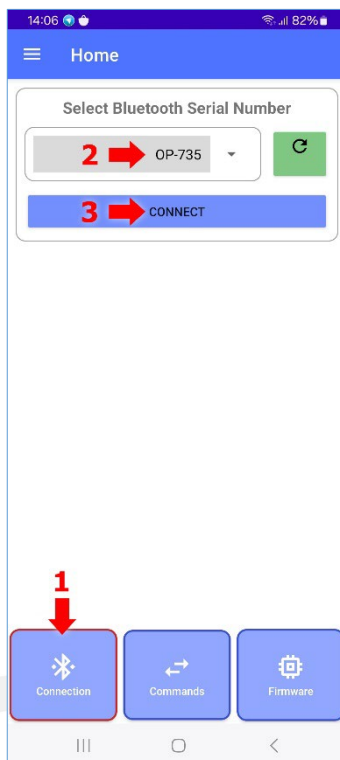 14:06 82%
Home
Select Bluetooth Serial Number
2 OP-735
3 CONNECT
1
Connection Commands Firmware